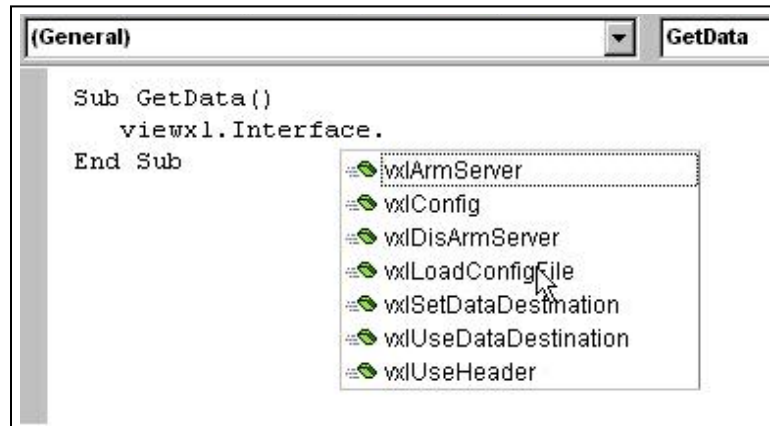 (General) GetData
Sub GetData()
viewxl.Interface.
End Sub
vxlArmServer
vxlConfig
vxlDisArmServer
vxlLoadConfigFile
vxlSetDataDestination
vxlUseDataDestination
vxlUseHeader